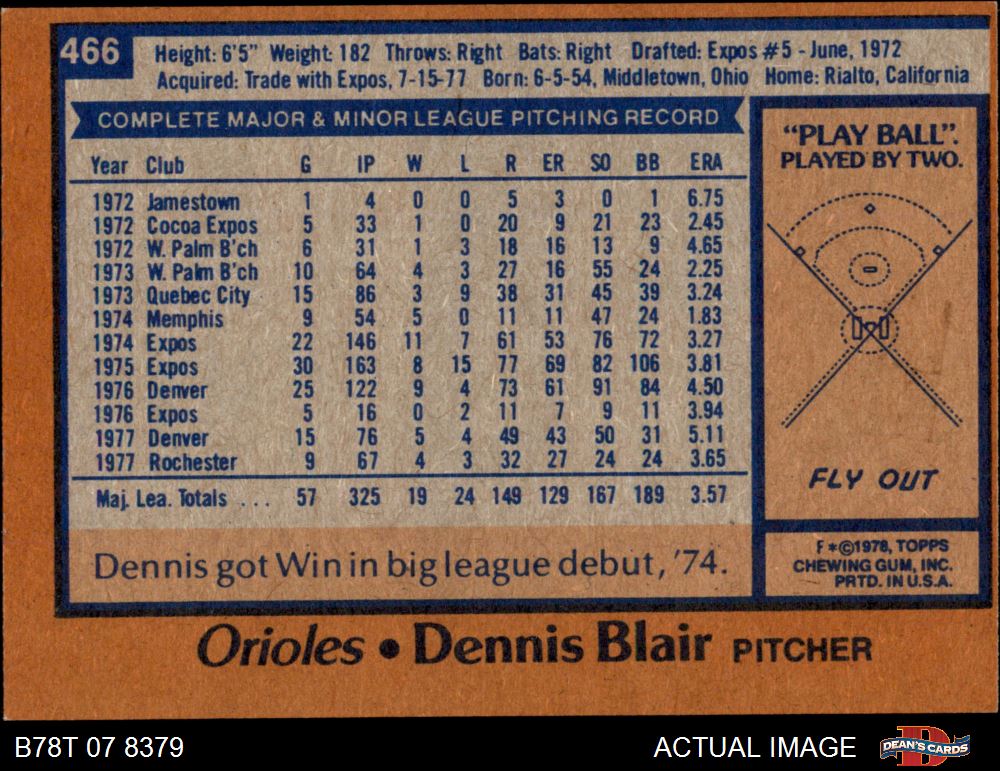 466 Height: 6'5" Weight: 182 Throws: Right Bats: Right Drafted: Expos #5 - June, 1972
Acquired: Trade with Expos, 7-15-77 Born: 6-5-54, Middletown, Ohio Home: Rialto, California
COMPLETE MAJOR & MINOR LEAGUE PITCHING RECORD
Year Club G IP W L R ER SO BB ERA
1972 Jamestown 1 4 0 0 5 3 0 1 6.75
1972 Cocoa Expos 5 33 1 0 20 9 21 23 2.45
1972 W. Palm B'ch 6 31 1 3 18 16 13 9 4.65
1973 W. Palm B'ch 10 64 4 3 27 16 55 24 2.25
1973 Quebec City 15 86 3 9 38 31 45 39 3.24
1974 Memphis 9 54 5 0 11 11 47 24 1.83
1974 Expos 22 146 11 7 61 53 76 72 3.27
1975 Expos 30 163 8 15 77 69 82 106 3.81
1976 Denver 25 122 9 4 73 61 91 84 4.50
1976 Expos 5 16 0 2 11 7 9 11 3.94
1977 Denver 15 76 5 4 49 43 50 31 5.11
1977 Rochester 9 67 4 3 32 27 24 24 3.65
Maj. Lea. Totals . . . 57 325 19 24 149 129 167 189 3.57
Dennis got Win in big league debut, '74.
"PLAY BALL".
PLAYED BY TWO.
FLY OUT
F *©1978, TOPPS
CHEWING GUM, INC.
PRTD. IN U.S.A.
Orioles • Dennis Blair PITCHER
B78T 07 8379
ACTUAL IMAGE
D
DEAN'S CARDS